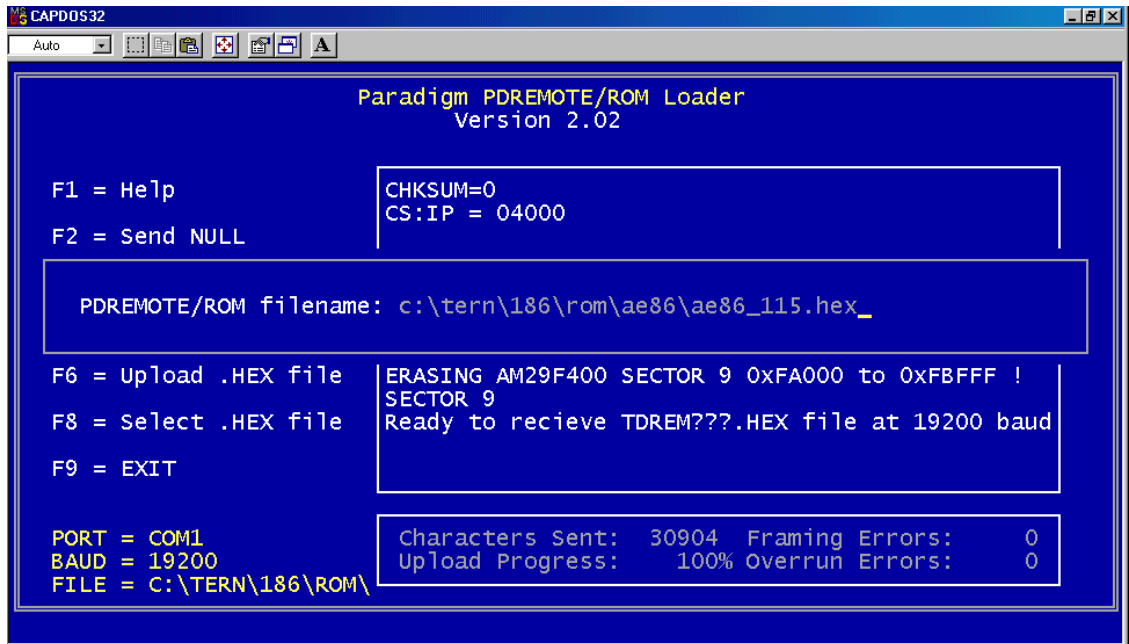 CAPDOS32
Auto
A
Paradigm PDREMOTE/ROM Loader
Version 2.02
F1 = Help
CHKSUM=0
CS:IP = 04000
F2 = Send NULL
PDREMOTE/ROM filename: c:\tern\186\rom\ae86\ae86_115.hex_
F6 = Upload .HEX file
ERASING AM29F400 SECTOR 9 0xFA000 to 0xFBFFF !
SECTOR 9
F8 = Select .HEX file
Ready to recieve TDREM???.HEX file at 19200 baud
F9 = EXIT
PORT = COM1
Characters Sent: 30904 Framing Errors: 0
BAUD = 19200
Upload Progress: 100% Overrun Errors: 0
FILE = C:\TERN\186\ROM\